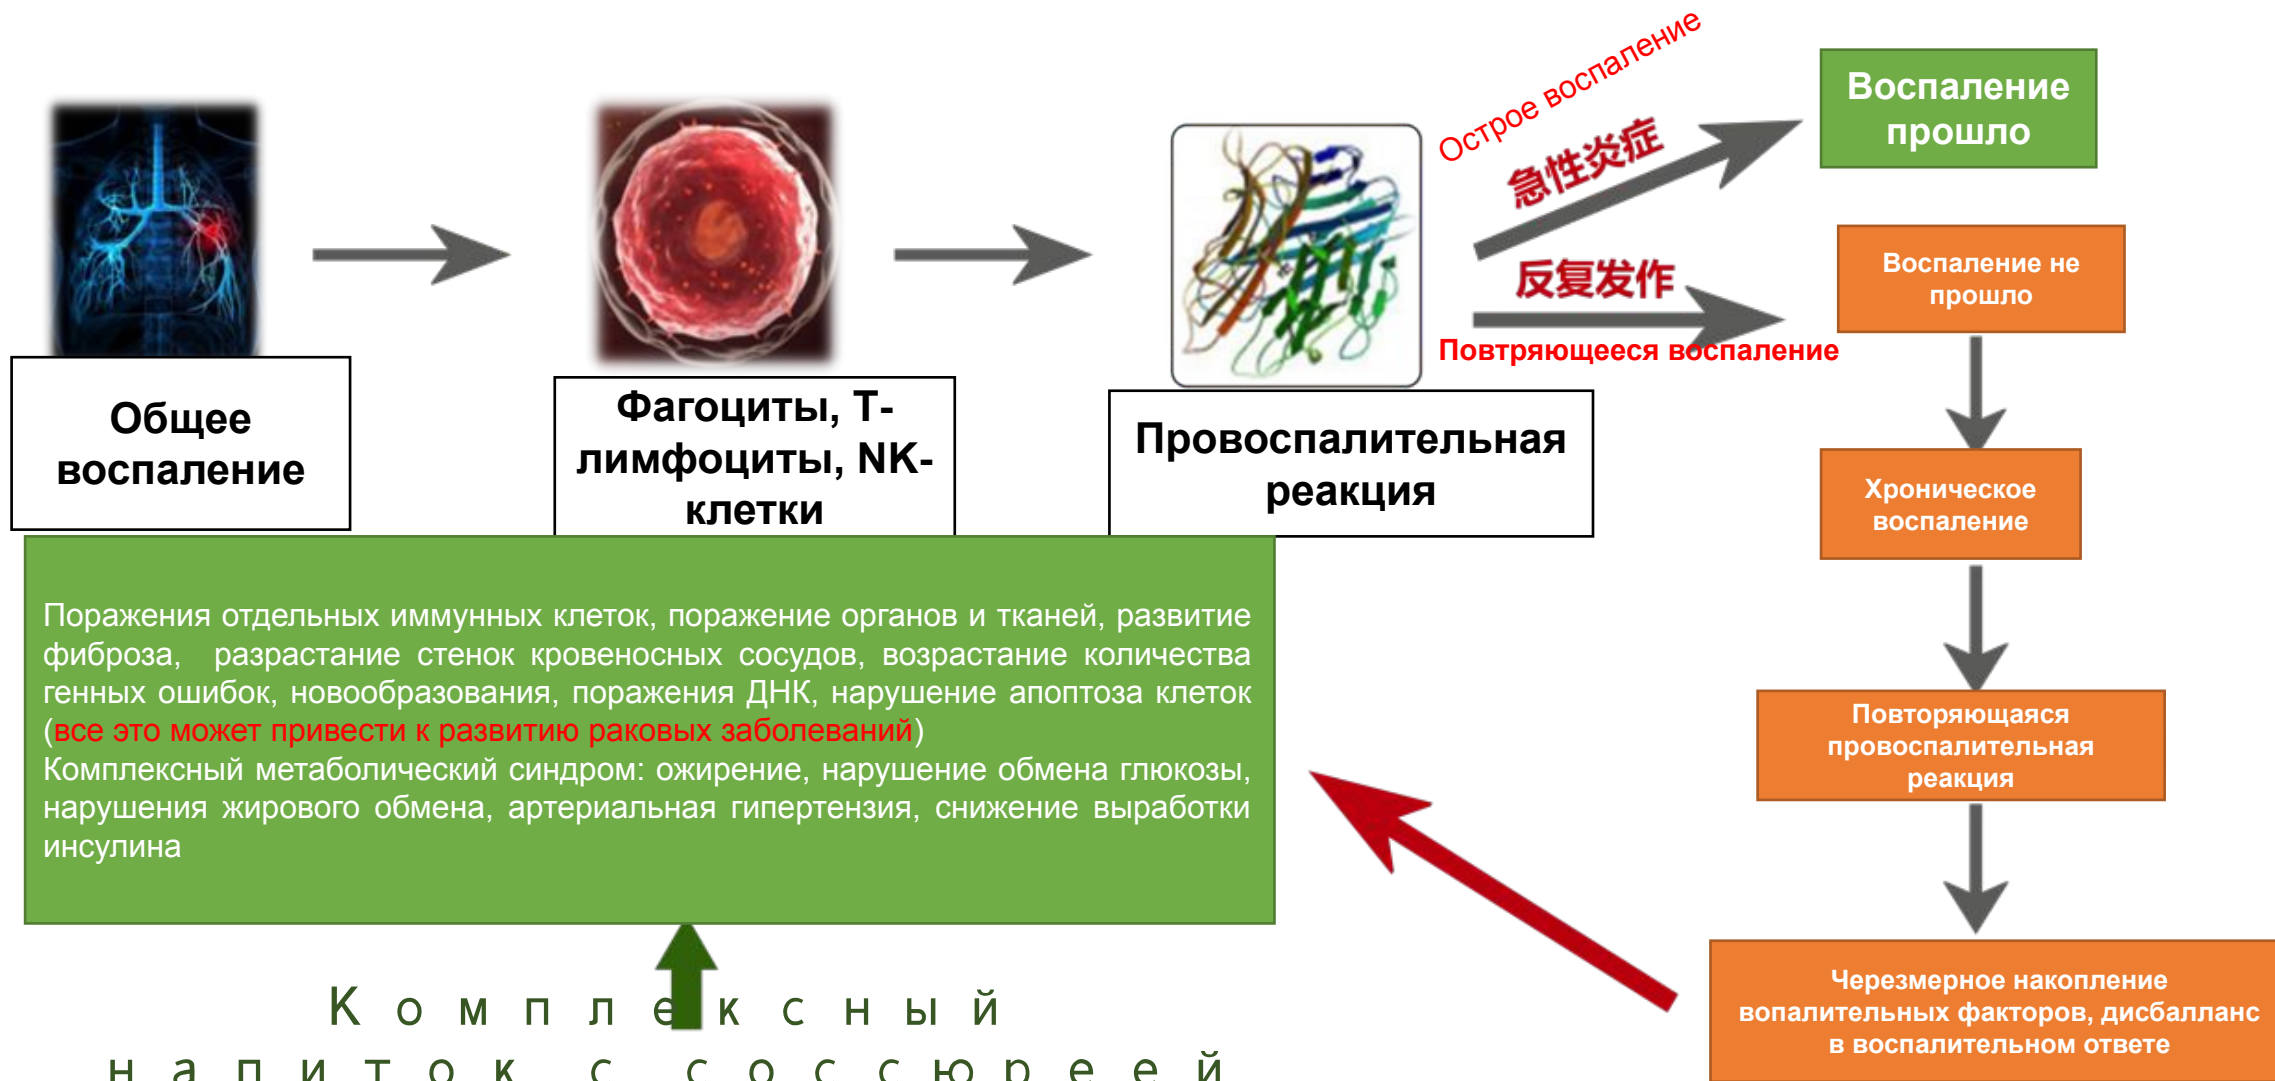 Общее
воспаление
Фагоциты, Т-
лимфоциты, NK-
клетки
Провоспалительная
реакция
Острое воспаление
急性炎症
反复发作
Повтряющееся воспаление
Воспаление
прошло
Воспаление не
прошло
Хроническое
воспаление
Повторяющаяся
провоспалительная
реакция
Черезмерное накопление
вопалительных факторов, дисбалланс
в воспалительном ответе
Поражения отдельных иммунных клеток, поражение органов и тканей, развитие
фиброза, разрастание стенок кровеносных сосудов, возрастание количества
генных ошибок, новообразования, поражения ДНК, нарушение апоптоза клеток
(все это может привести к развитию раковых заболеваний)
Комплексный метаболический синдром: ожирение, нарушение обмена глюкозы,
нарушения жирового обмена, артериальная гипертензия, снижение выработки
инсулина
Комплексный
напиток с соссюреей